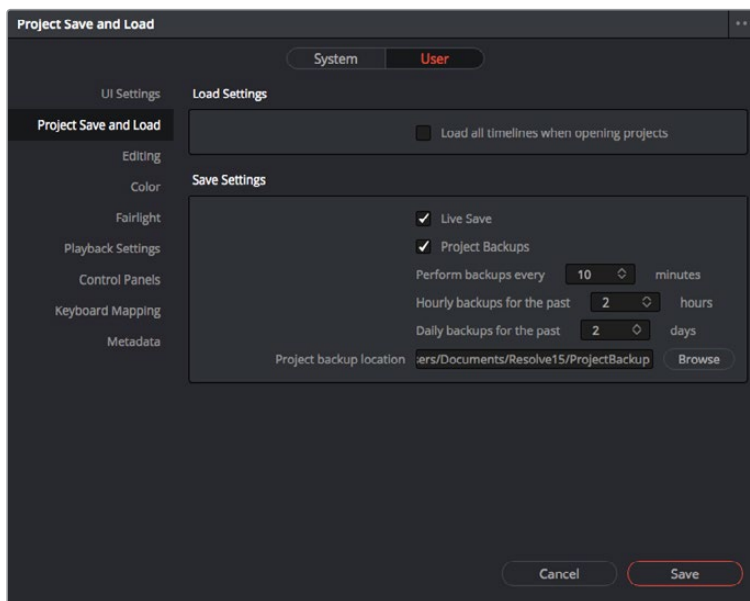 Project Save and Load
System User
UI Settings
Project Save and Load
Editing
Color
Fairlight
Playback Settings
Control Panels
Keyboard Mapping
Metadata
Load Settings
Load all timelines when opening projects
Save Settings
Live Save
Project Backups
Perform backups every 10 minutes
Hourly backups for the past 2 hours
Daily backups for the past 2 days
Project backup location ers/Documents/Resolve15/ProjectBackup Browse
Cancel Save